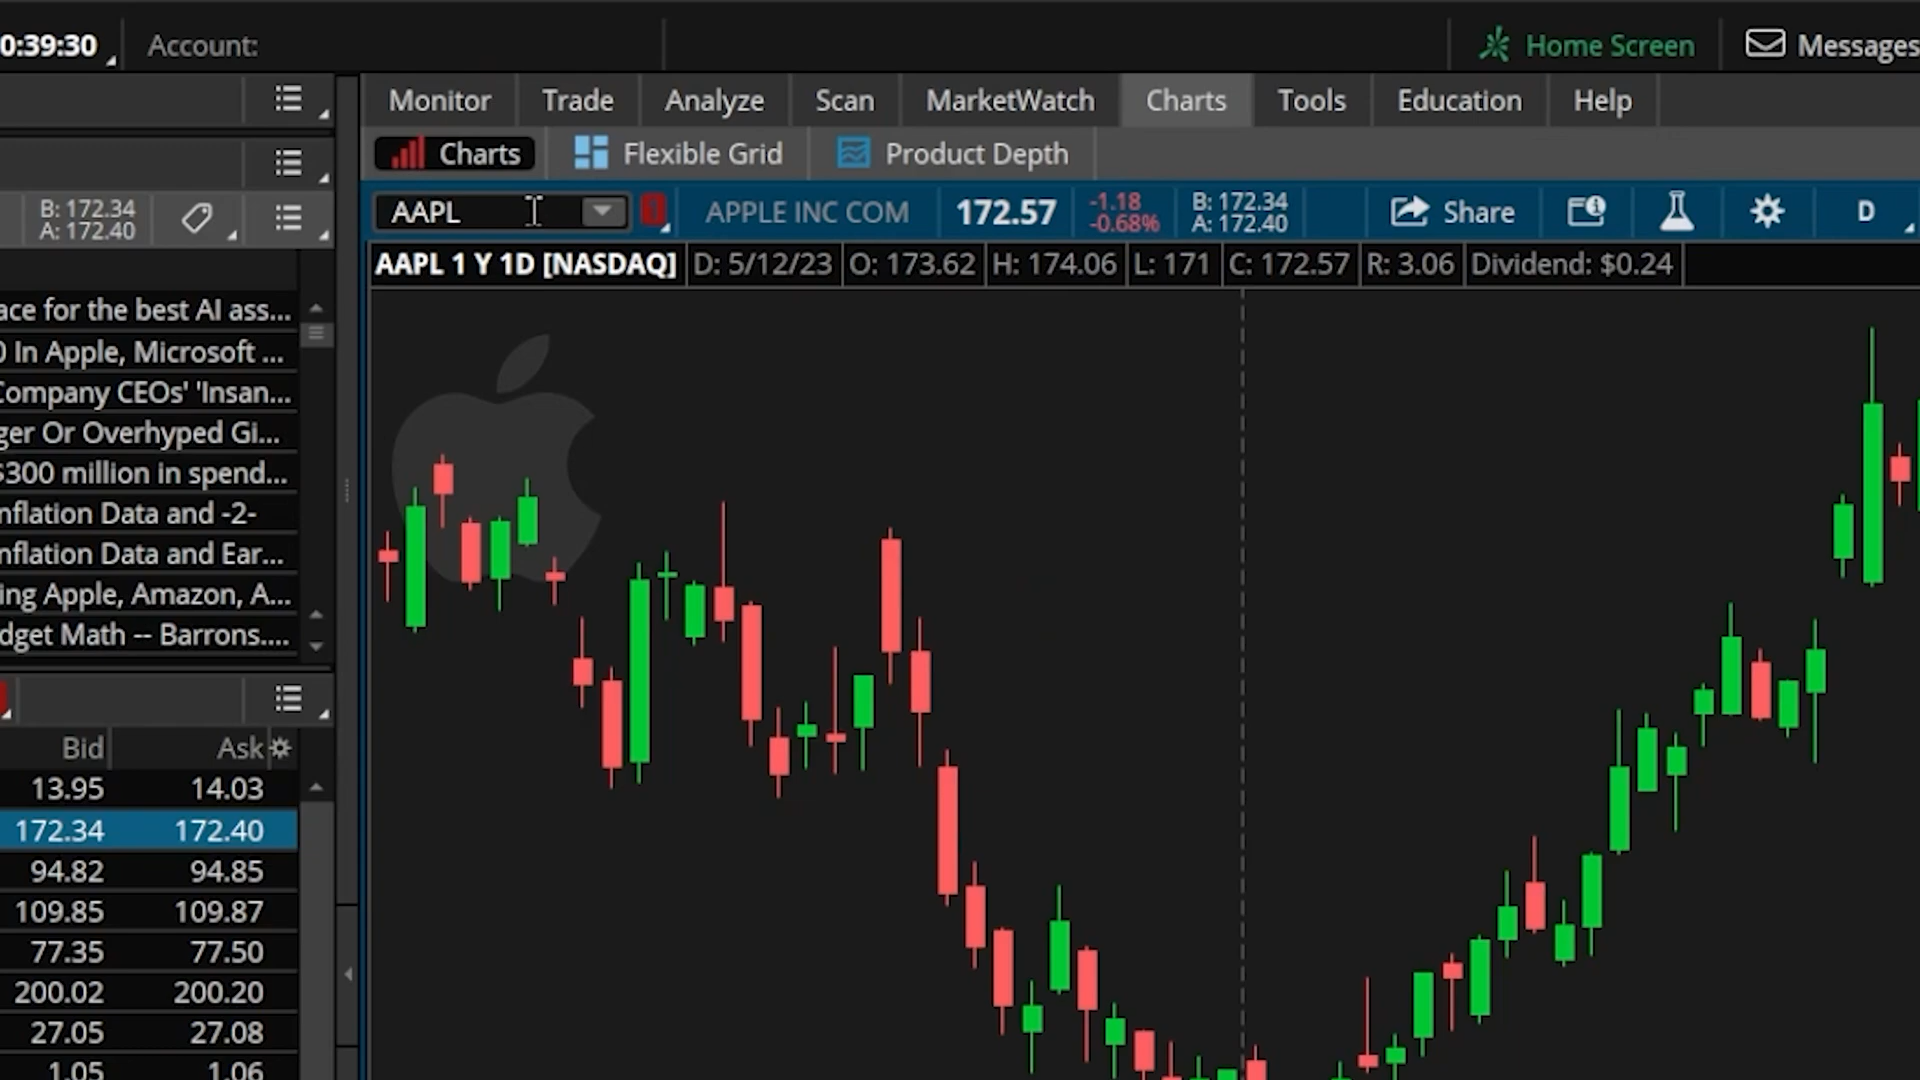 0:39:30 Account: Home Screen Messages
Monitor Trade Analyze Scan MarketWatch Charts Tools Education Help
Charts Flexible Grid Product Depth
B: 172.34
A: 172.40
AAPL 1 APPLE INC COM 172.57 -1.18 -0.68% B: 172.34 A: 172.40 Share D
AAPL 1 Y 1D [NASDAQ] D: 5/12/23 O: 173.62 H: 174.06 L: 171 C: 172.57 R: 3.06 Dividend: $0.24
ace for the best AI ass...
0 In Apple, Microsoft ...
Company CEOs' 'Insan...
ger Or Overhyped Gi...
$300 million in spend...
nflation Data and -2-
nflation Data and Ear...
ing Apple, Amazon, A...
dget Math -- Barrons....
Bid Ask
13.95 14.03
172.34 172.40
94.82 94.85
109.85 109.87
77.35 77.50
200.02 200.20
27.05 27.08
1.05 1.06